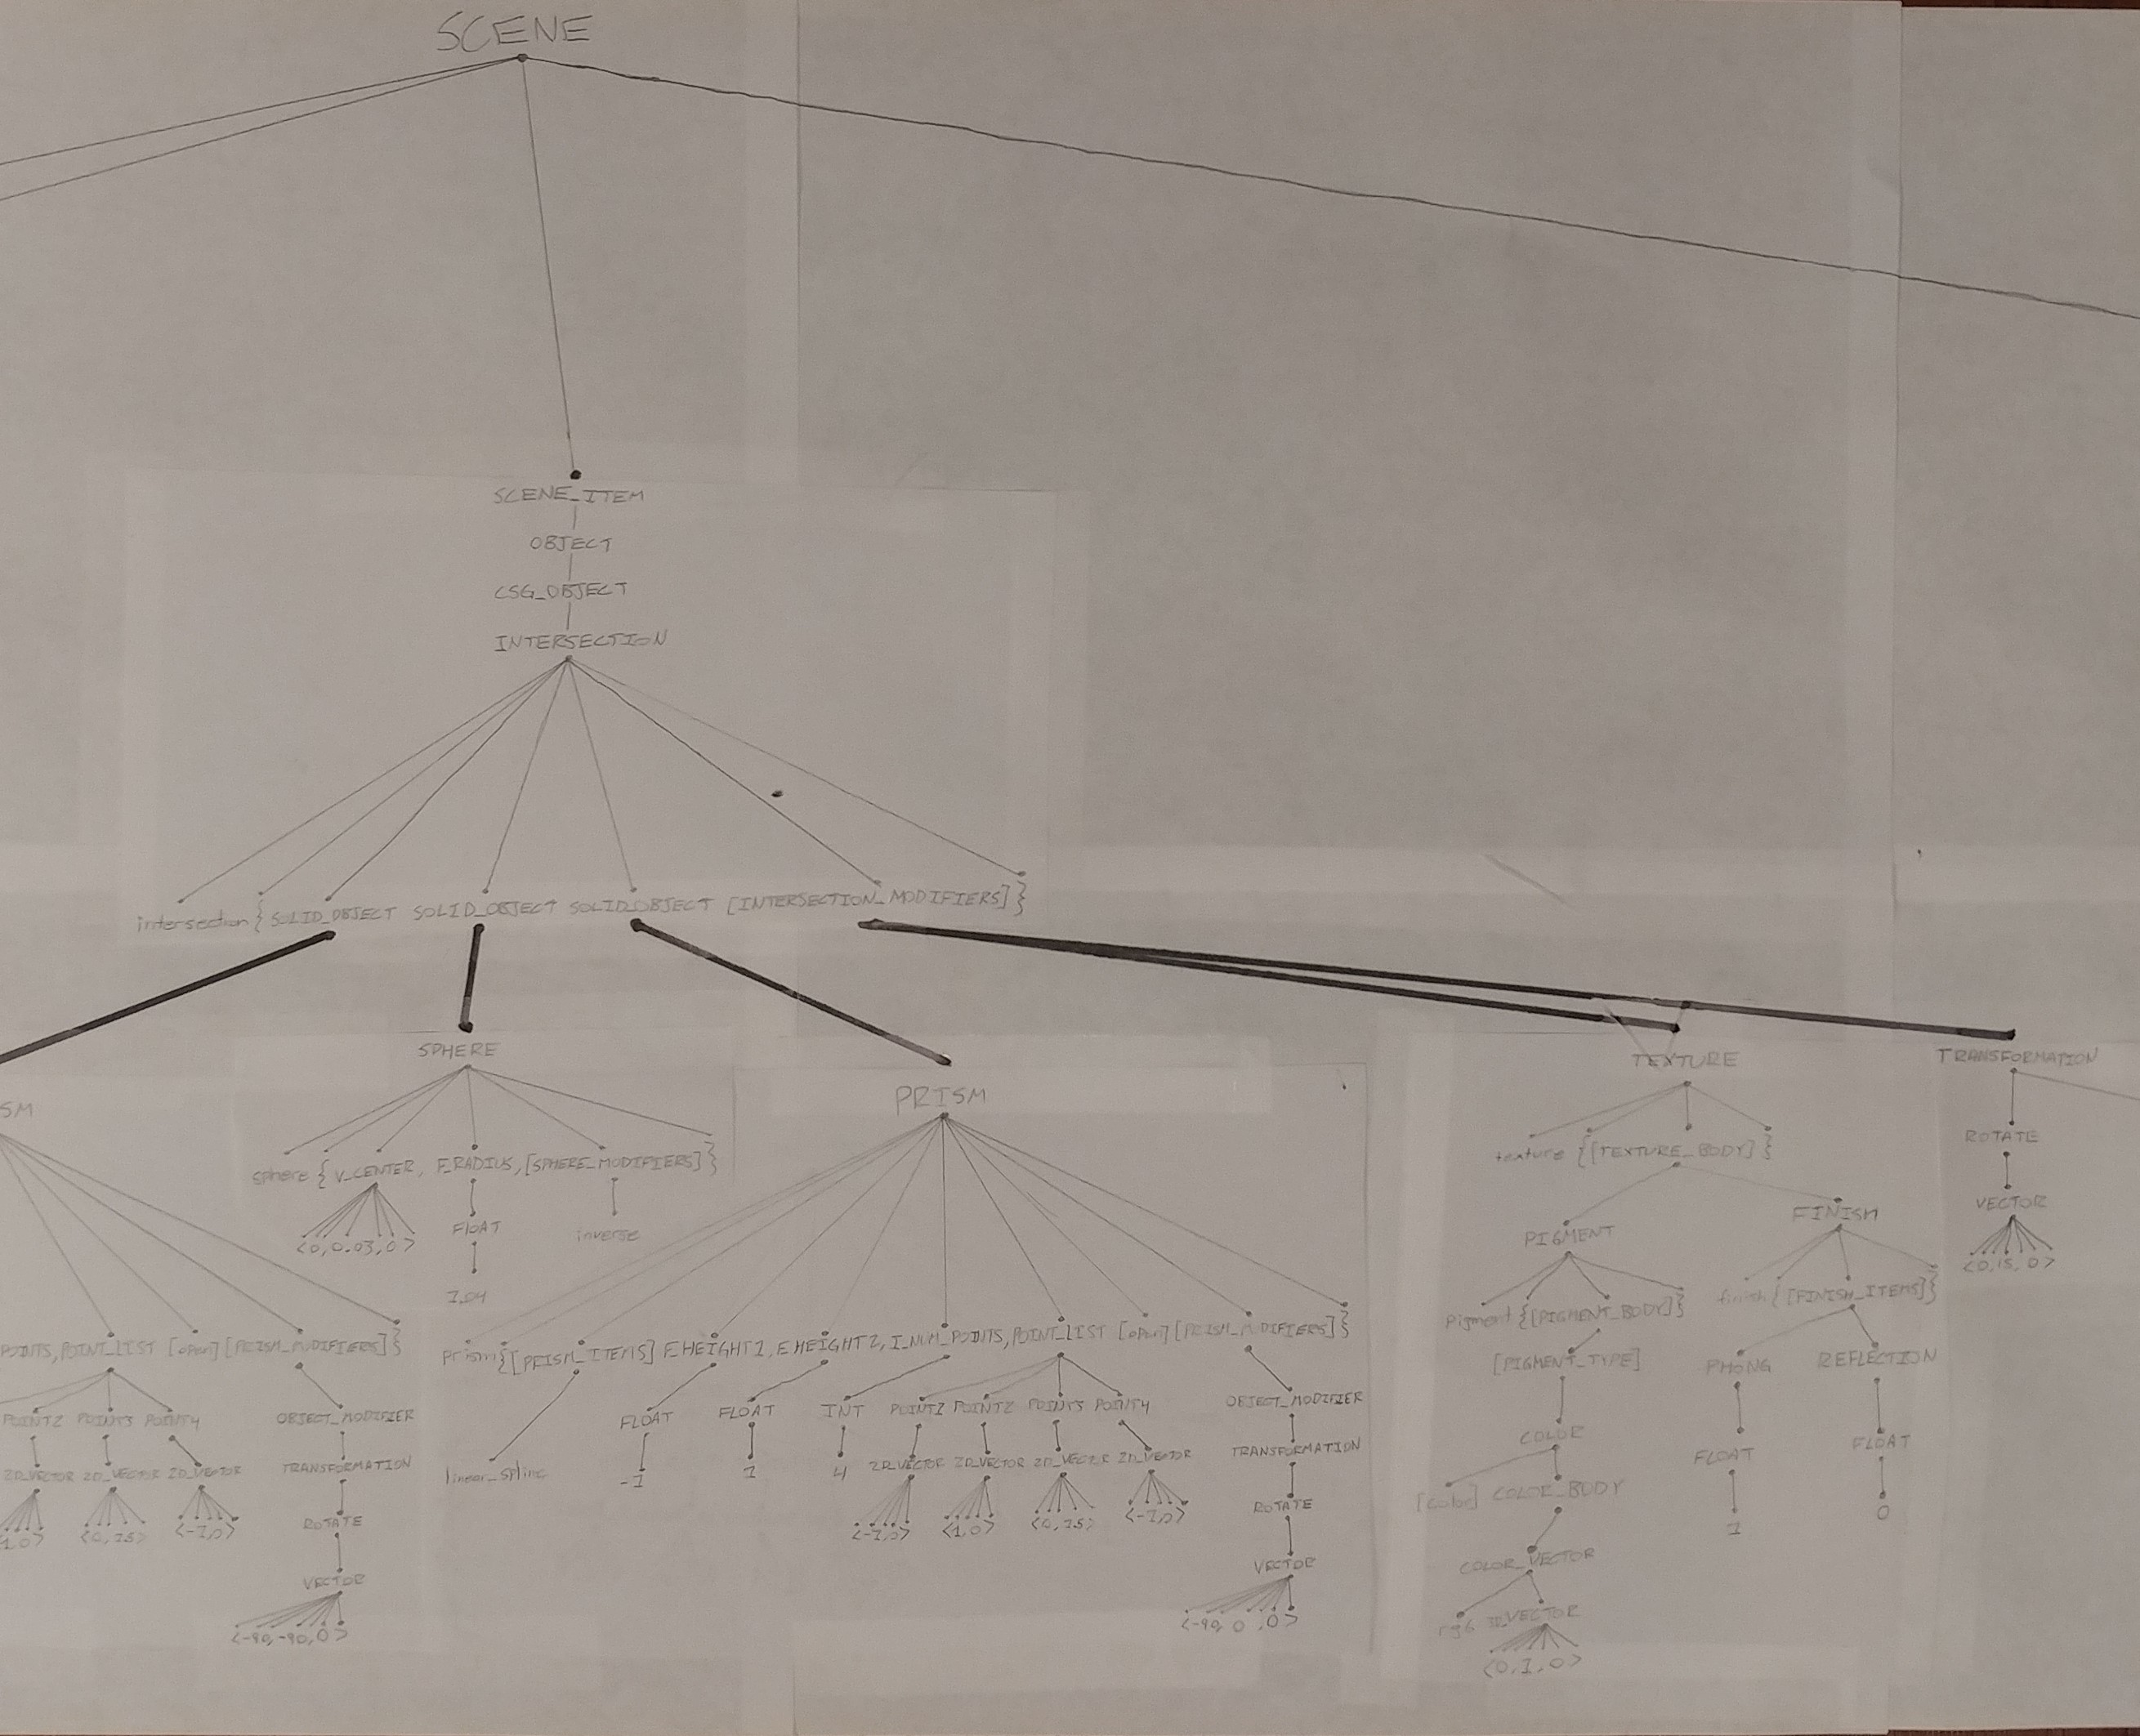 SCENE
SCENE_ITEM
OBJECT
CSG_OBJECT
INTERSECTION
intersection { SOLID_OBJECT SOLID_OBJECT SOLID_OBJECT [INTERSECTION_MODIFIERS] }
SPHERE
sphere { V_CENTER, F_RADIUS, [SPHERE_MODIFIERS] }
<0, 0.03, 0>
FLOAT
1.04
inverse
SM
POINTS, POINT_LIST [open] [PRISM_MODIFIERS] }
POINT2 POINT3 POINT4
2D_VECTOR 2D_VECTOR 2D_VECTOR
1,0> <0,1.5> <-1,0>
OBJECT_MODIFIER
TRANSFORMATION
ROTATE
VECTOR
<-90,-90,0>
PRISM
prism { [PRISM_ITEMS] F_HEIGHT1, F_HEIGHT2, I_NUM_POINTS, POINT_LIST [open] [PRISM_MODIFIERS] }
linear_spline
FLOAT
-1
FLOAT
1
INT
4
POINT1 POINT2 POINT3 POINT4
2D_VECTOR 2D_VECTOR 2D_VECTOR 2D_VECTOR
<-1,0> <1,0> <0,1.5> <-1,0>
OBJECT_MODIFIER
TRANSFORMATION
ROTATE
VECTOR
<-90, 0 ,0>
TEXTURE
texture { [TEXTURE_BODY] }
PIGMENT
pigment { [PIGMENT_BODY] }
[PIGMENT_TYPE]
COLOR
[color] COLOR_BODY
COLOR_VECTOR
rgb 3D_VECTOR
<0,1,0>
FINISH
finish { [FINISH_ITEMS] }
PHONG
FLOAT
1
REFLECTION
FLOAT
0
TRANSFORMATION
ROTATE
VECTOR
<0,15,0>